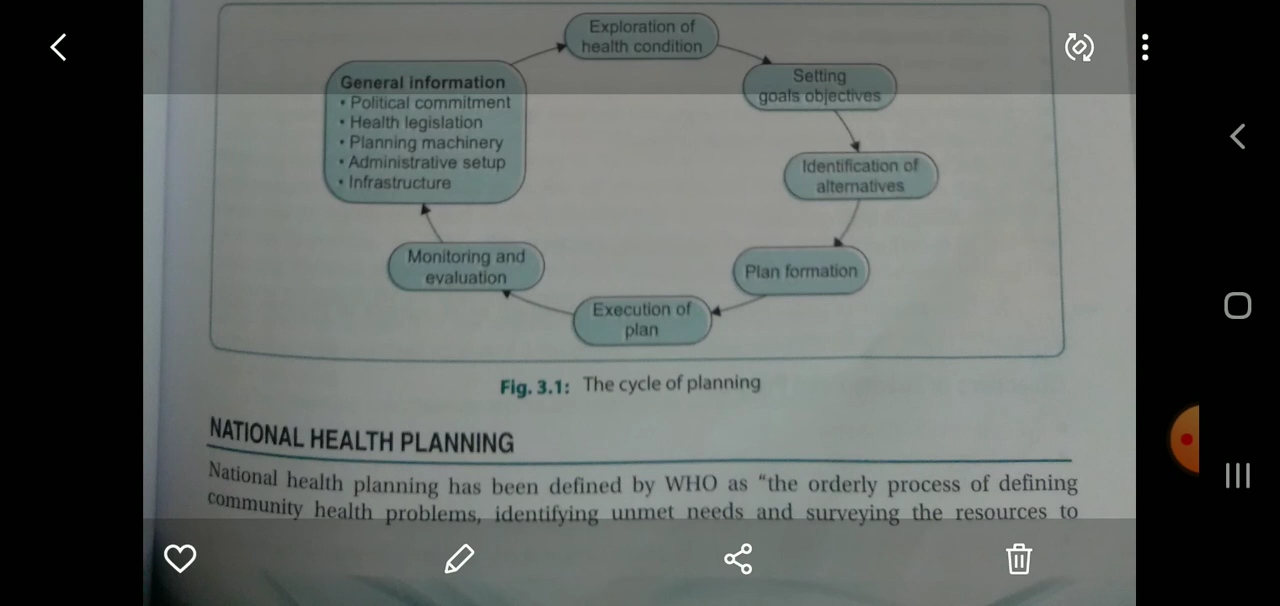 Exploration of
health condition
Setting
goals objectives
Identification of
alternatives
Plan formation
Execution of
plan
Monitoring and
evaluation
General information
• Political commitment
• Health legislation
• Planning machinery
• Administrative setup
• Infrastructure
Fig. 3.1: The cycle of planning
NATIONAL HEALTH PLANNING
National health planning has been defined by WHO as “the orderly process of defining
community health problems, identifying unmet needs and surveying the resources to